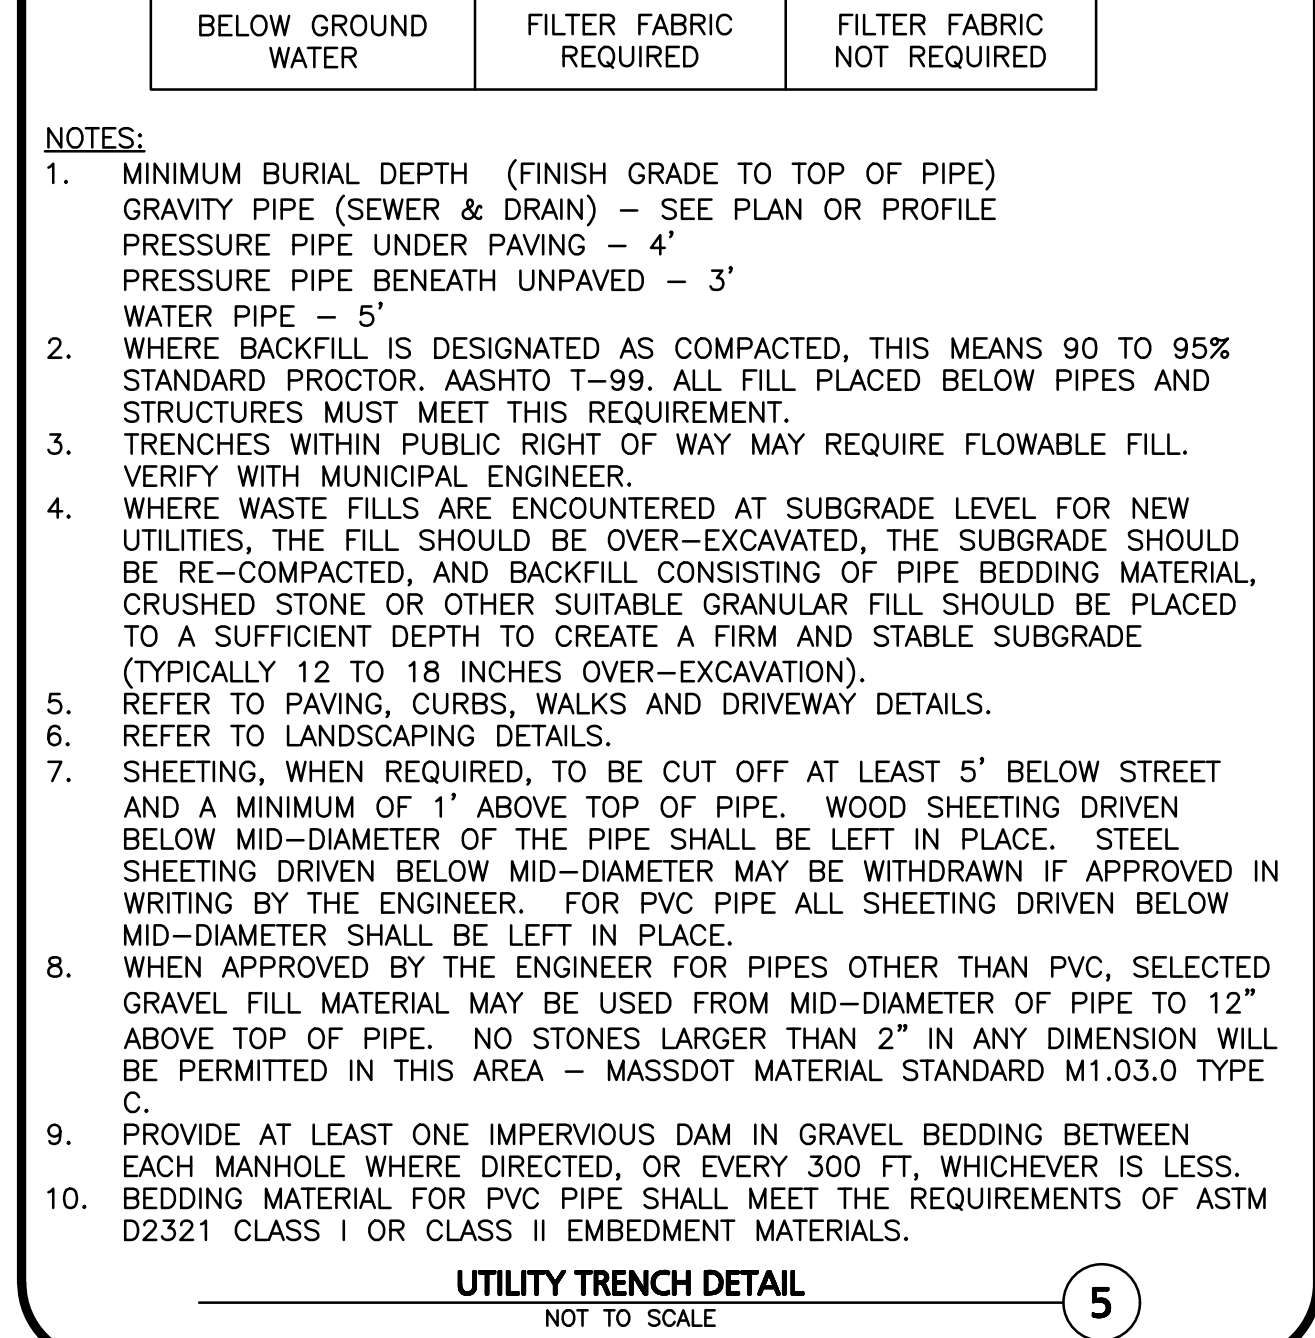 BELOW GROUND WATER FILTER FABRIC REQUIRED FILTER FABRIC NOT REQUIRED
NOTES:
1. MINIMUM BURIAL DEPTH (FINISH GRADE TO TOP OF PIPE)
GRAVITY PIPE (SEWER & DRAIN) – SEE PLAN OR PROFILE
PRESSURE PIPE UNDER PAVING – 4'
PRESSURE PIPE BENEATH UNPAVED – 3'
WATER PIPE – 5'
2. WHERE BACKFILL IS DESIGNATED AS COMPACTED, THIS MEANS 90 TO 95%
STANDARD PROCTOR. AASHTO T–99. ALL FILL PLACED BELOW PIPES AND
STRUCTURES MUST MEET THIS REQUIREMENT.
3. TRENCHES WITHIN PUBLIC RIGHT OF WAY MAY REQUIRE FLOWABLE FILL.
VERIFY WITH MUNICIPAL ENGINEER.
4. WHERE WASTE FILLS ARE ENCOUNTERED AT SUBGRADE LEVEL FOR NEW
UTILITIES, THE FILL SHOULD BE OVER–EXCAVATED, THE SUBGRADE SHOULD
BE RE–COMPACTED, AND BACKFILL CONSISTING OF PIPE BEDDING MATERIAL,
CRUSHED STONE OR OTHER SUITABLE GRANULAR FILL SHOULD BE PLACED
TO A SUFFICIENT DEPTH TO CREATE A FIRM AND STABLE SUBGRADE
(TYPICALLY 12 TO 18 INCHES OVER–EXCAVATION).
5. REFER TO PAVING, CURBS, WALKS AND DRIVEWAY DETAILS.
6. REFER TO LANDSCAPING DETAILS.
7. SHEETING, WHEN REQUIRED, TO BE CUT OFF AT LEAST 5' BELOW STREET
AND A MINIMUM OF 1' ABOVE TOP OF PIPE. WOOD SHEETING DRIVEN
BELOW MID–DIAMETER OF THE PIPE SHALL BE LEFT IN PLACE. STEEL
SHEETING DRIVEN BELOW MID–DIAMETER MAY BE WITHDRAWN IF APPROVED IN
WRITING BY THE ENGINEER. FOR PVC PIPE ALL SHEETING DRIVEN BELOW
MID–DIAMETER SHALL BE LEFT IN PLACE.
8. WHEN APPROVED BY THE ENGINEER FOR PIPES OTHER THAN PVC, SELECTED
GRAVEL FILL MATERIAL MAY BE USED FROM MID–DIAMETER OF PIPE TO 12"
ABOVE TOP OF PIPE. NO STONES LARGER THAN 2" IN ANY DIMENSION WILL
BE PERMITTED IN THIS AREA – MASSDOT MATERIAL STANDARD M1.03.0 TYPE
C.
9. PROVIDE AT LEAST ONE IMPERVIOUS DAM IN GRAVEL BEDDING BETWEEN
EACH MANHOLE WHERE DIRECTED, OR EVERY 300 FT, WHICHEVER IS LESS.
10. BEDDING MATERIAL FOR PVC PIPE SHALL MEET THE REQUIREMENTS OF ASTM
D2321 CLASS I OR CLASS II EMBEDMENT MATERIALS.
UTILITY TRENCH DETAIL
NOT TO SCALE
5